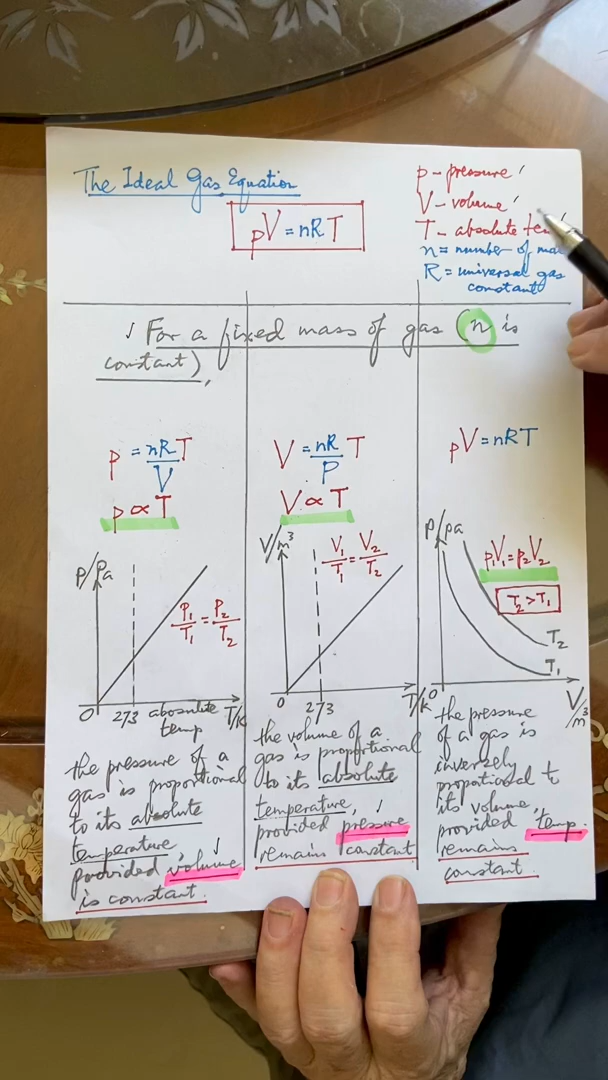 The Ideal Gas Equation
pV = nRT
p - pressure
V - volume
T - absolute tem
n = number of
R = universal gas
constant
For a fixed mass of gas (n is
constant),
p = nRT/V
p ∝ T
P/Pa
P1/T1 = P2/T2
0 273 absolute T/K
temp
the pressure of a
gas is proportional
to its absolute
temperature
provided volume
is constant.
V = nR/P T
V ∝ T
V/m³
V1/T1 = V2/T2
0 273 T/K
the volume of a
gas is proportional
to its absolute
temperature,
provided pressure
remains constant
pV = nRT
P/pa
p1V1 = p2V2
T2 > T1
T2
T1
0 V/m³
the pressure
of a gas is
inversely
propotional t
its volume,
provided temp.
remains
constant.